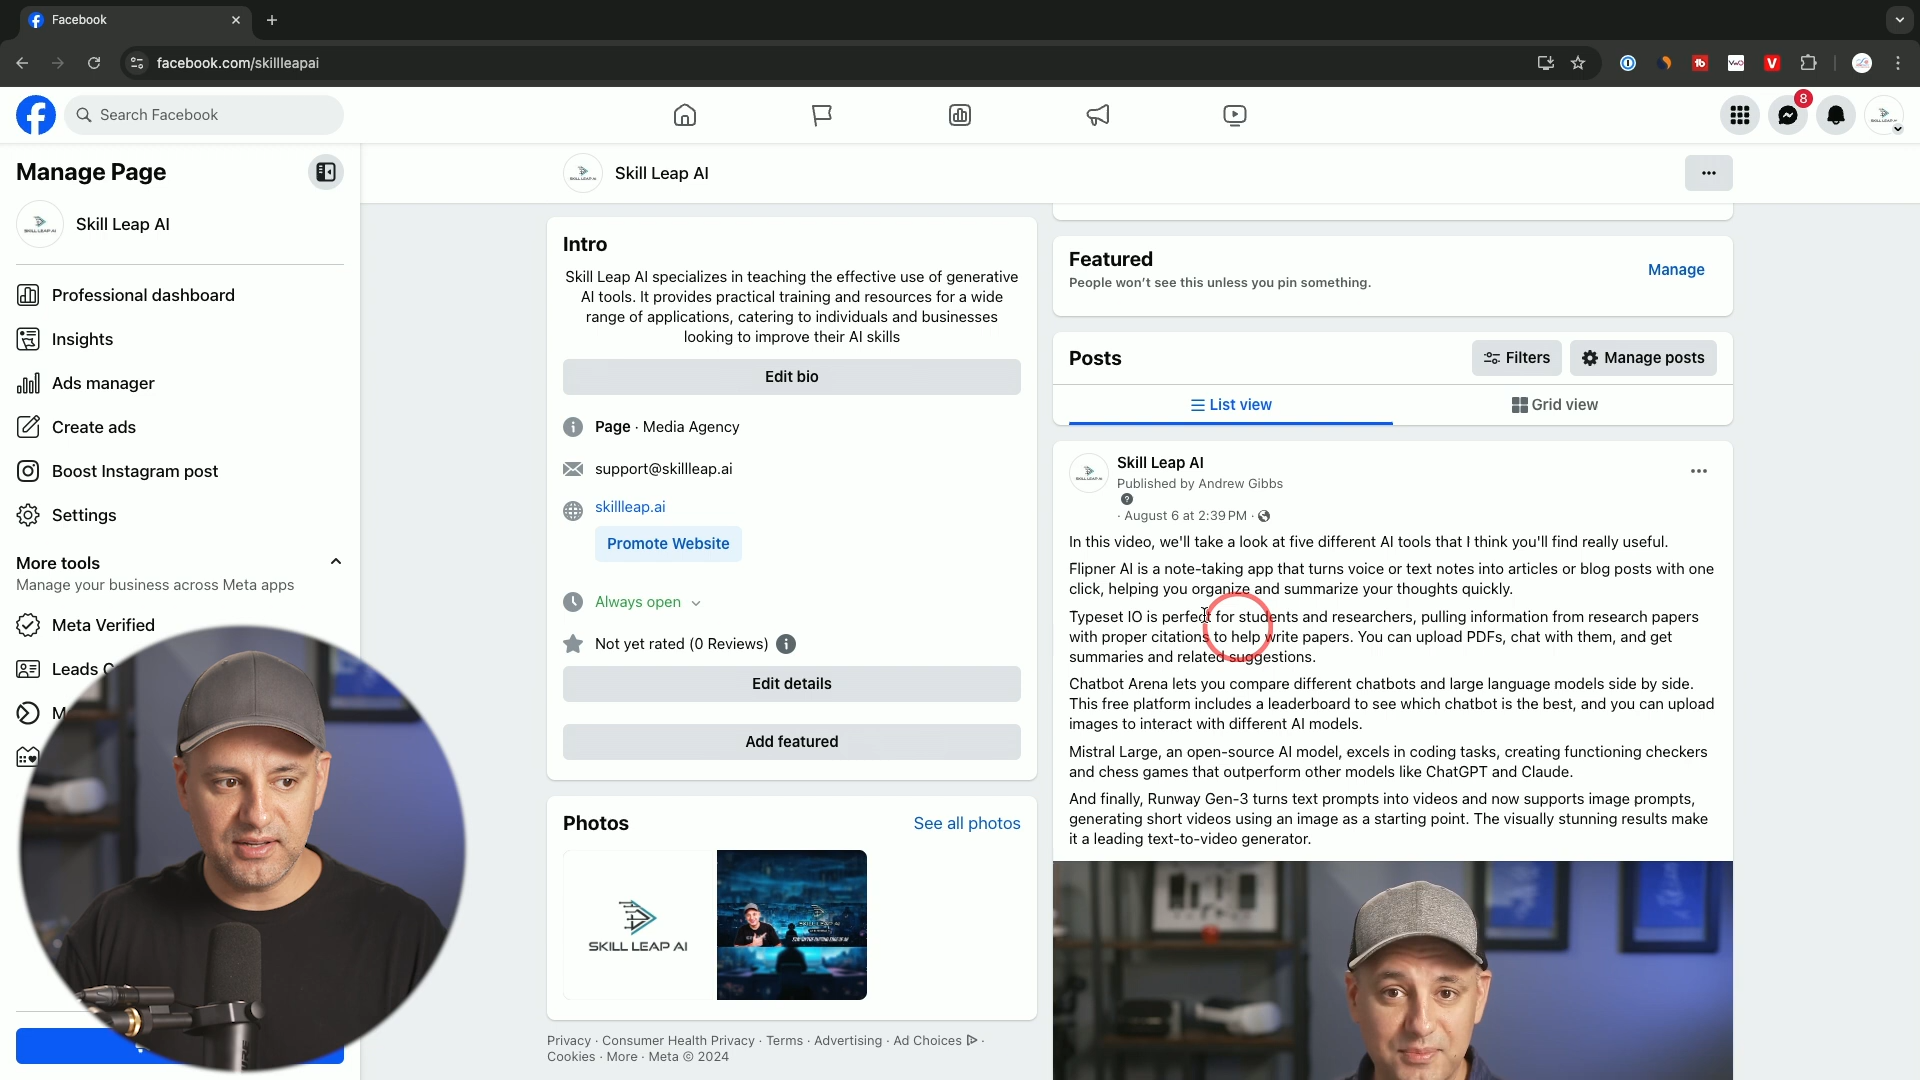 Facebook
facebook.com/skillleapai
Search Facebook
8
Manage Page
Skill Leap AI
Professional dashboard
Insights
Ads manager
Create ads
Boost Instagram post
Settings
More tools
Manage your business across Meta apps
Meta Verified
Leads
Skill Leap AI
Intro
Skill Leap AI specializes in teaching the effective use of generative
AI tools. It provides practical training and resources for a wide
range of applications, catering to individuals and businesses
looking to improve their AI skills
Edit bio
Page · Media Agency
support@skillleap.ai
skillleap.ai
Promote Website
Always open
Not yet rated (0 Reviews)
Edit details
Add featured
Photos
See all photos
SKILL LEAP AI
Privacy · Consumer Health Privacy · Terms · Advertising · Ad Choices ·
Cookies · More · Meta © 2024
Featured
People won't see this unless you pin something.
Manage
Posts
Filters
Manage posts
List view
Grid view
Skill Leap AI
Published by Andrew Gibbs
· August 6 at 2:39 PM ·
In this video, we'll take a look at five different AI tools that I think you'll find really useful.
Flipner AI is a note-taking app that turns voice or text notes into articles or blog posts with one
click, helping you organize and summarize your thoughts quickly.
Typeset IO is perfect for students and researchers, pulling information from research papers
with proper citations to help write papers. You can upload PDFs, chat with them, and get
summaries and related suggestions.
Chatbot Arena lets you compare different chatbots and large language models side by side.
This free platform includes a leaderboard to see which chatbot is the best, and you can upload
images to interact with different AI models.
Mistral Large, an open-source AI model, excels in coding tasks, creating functioning checkers
and chess games that outperform other models like ChatGPT and Claude.
And finally, Runway Gen-3 turns text prompts into videos and now supports image prompts,
generating short videos using an image as a starting point. The visually stunning results make
it a leading text-to-video generator.